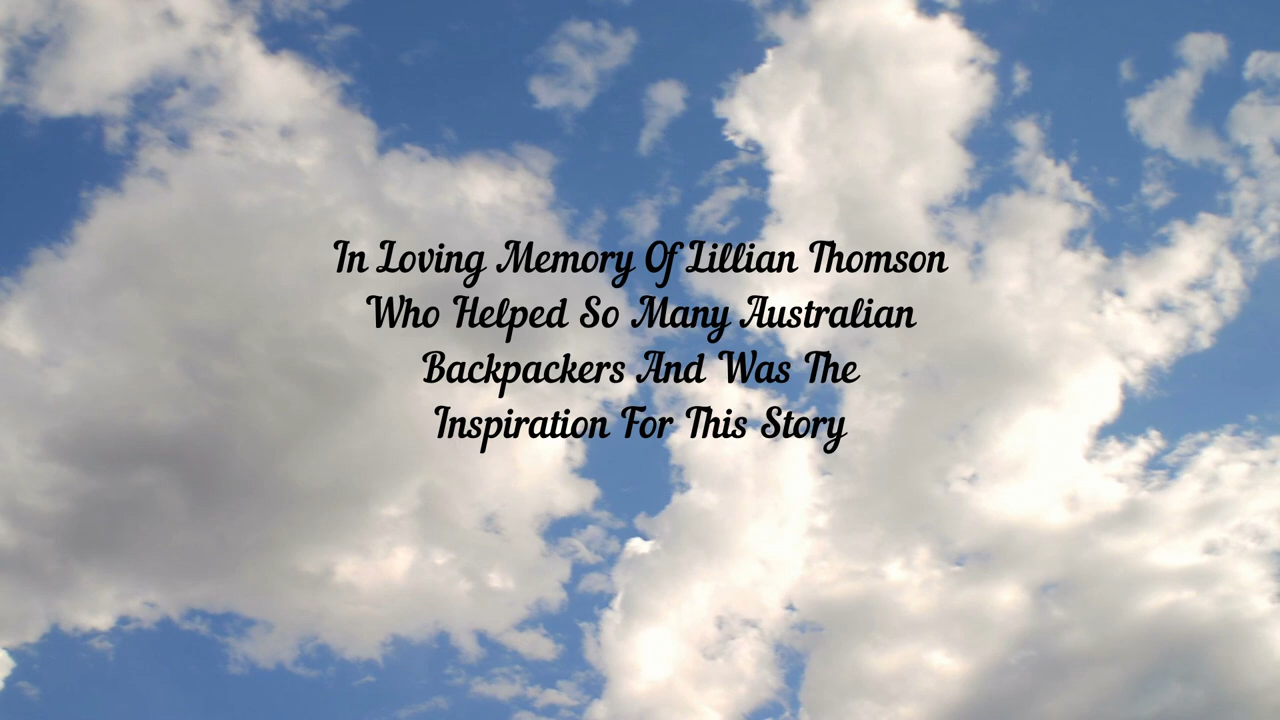 In Loving Memory Of Lillian Thomson
Who Helped So Many Australian
Backpackers And Was The
Inspiration For This Story